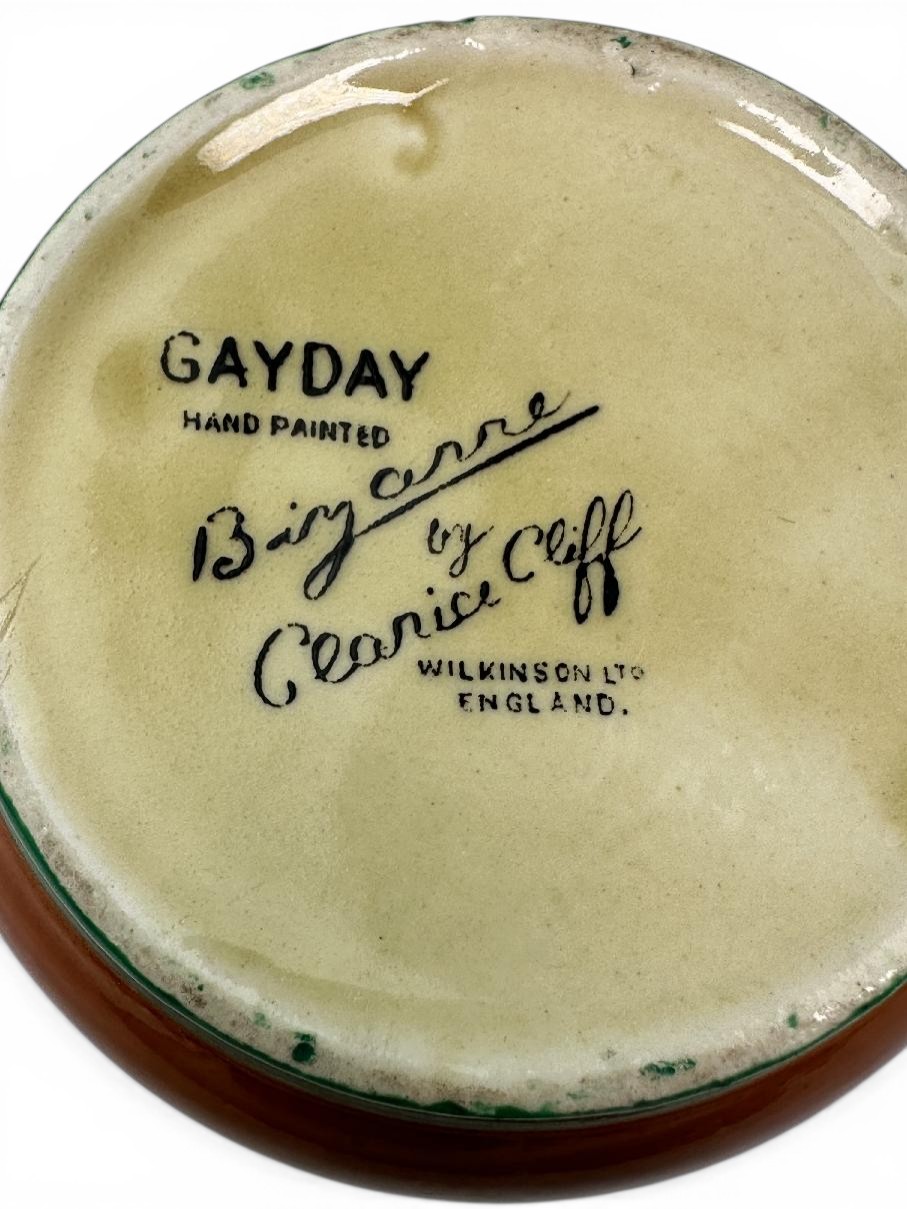 GAYDAY
HAND PAINTED
Bizarre
by
Clarice Cliff
WILKINSON LTD
ENGLAND.